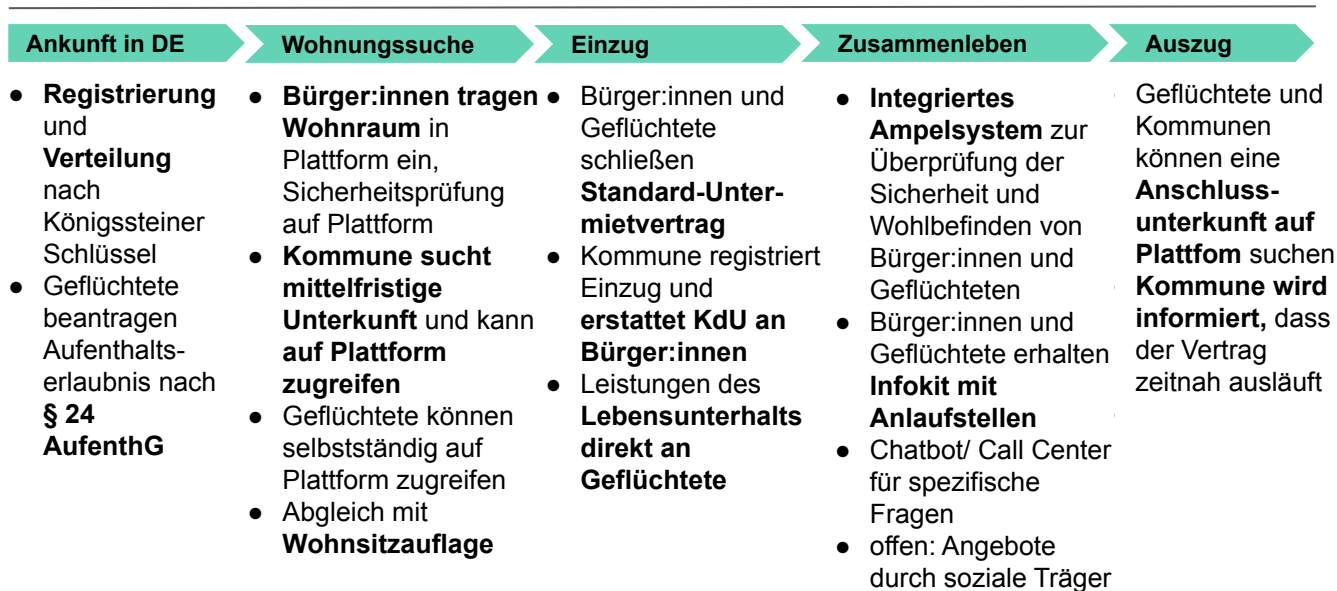 Ankunft in DE
Wohnungssuche
Einzug
Zusammenleben
Auszug
● Registrierung
und
Verteilung
nach
Königssteiner
Schlüssel
● Geflüchtete
beantragen
Aufenthalts-
erlaubnis nach
§ 24
AufenthG
● Bürger:innen tragen
Wohnraum in
Plattform ein,
Sicherheitsprüfung
auf Plattform
● Kommune sucht
mittelfristige
Unterkunft und kann
auf Plattform
zugreifen
● Geflüchtete können
selbstständig auf
Plattform zugreifen
● Abgleich mit
Wohnsitzauflage
● Bürger:innen und
Geflüchtete
schließen
Standard-Unter-
mietvertrag
● Kommune registriert
Einzug und
erstattet KdU an
Bürger:innen
● Leistungen des
Lebensunterhalts
direkt an
Geflüchtete
● Integriertes
Ampelsystem zur
Überprüfung der
Sicherheit und
Wohlbefinden von
Bürger:innen und
Geflüchteten
● Bürger:innen und
Geflüchtete erhalten
Infokit mit
Anlaufstellen
● Chatbot/ Call Center
für spezifische
Fragen
● offen: Angebote
durch soziale Träger
Geflüchtete und
Kommunen
können eine
Anschluss-
unterkunft auf
Plattfom suchen
Kommune wird
informiert, dass
der Vertrag
zeitnah ausläuft